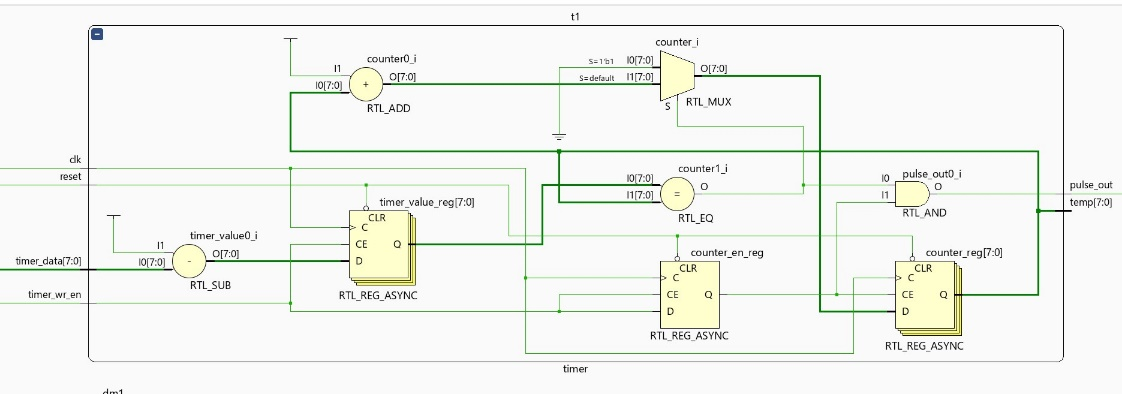 t1
counter_i
counter0_i
S=1'b1 I0[7:0]
I1 O[7:0] S=default I1[7:0] O[7:0]
I0[7:0] +
S RTL_MUX
RTL_ADD
clk
counter1_i
reset
I0[7:0] O
I0 pulse_out0_i
pulse_out
I1[7:0] =
I1 O
timer_value_reg[7:0]
temp[7:0]
CLR
RTL_EQ
RTL_AND
C
timer_value0_i
I1
CE Q
counter_en_reg
counter_reg[7:0]
timer_data[7:0]
I0[7:0] - O[7:0]
D
CLR
CLR
RTL_SUB
C
C
timer_wr_en
RTL_REG_ASYNC
CE Q
CE Q
D
D
RTL_REG_ASYNC
RTL_REG_ASYNC
timer